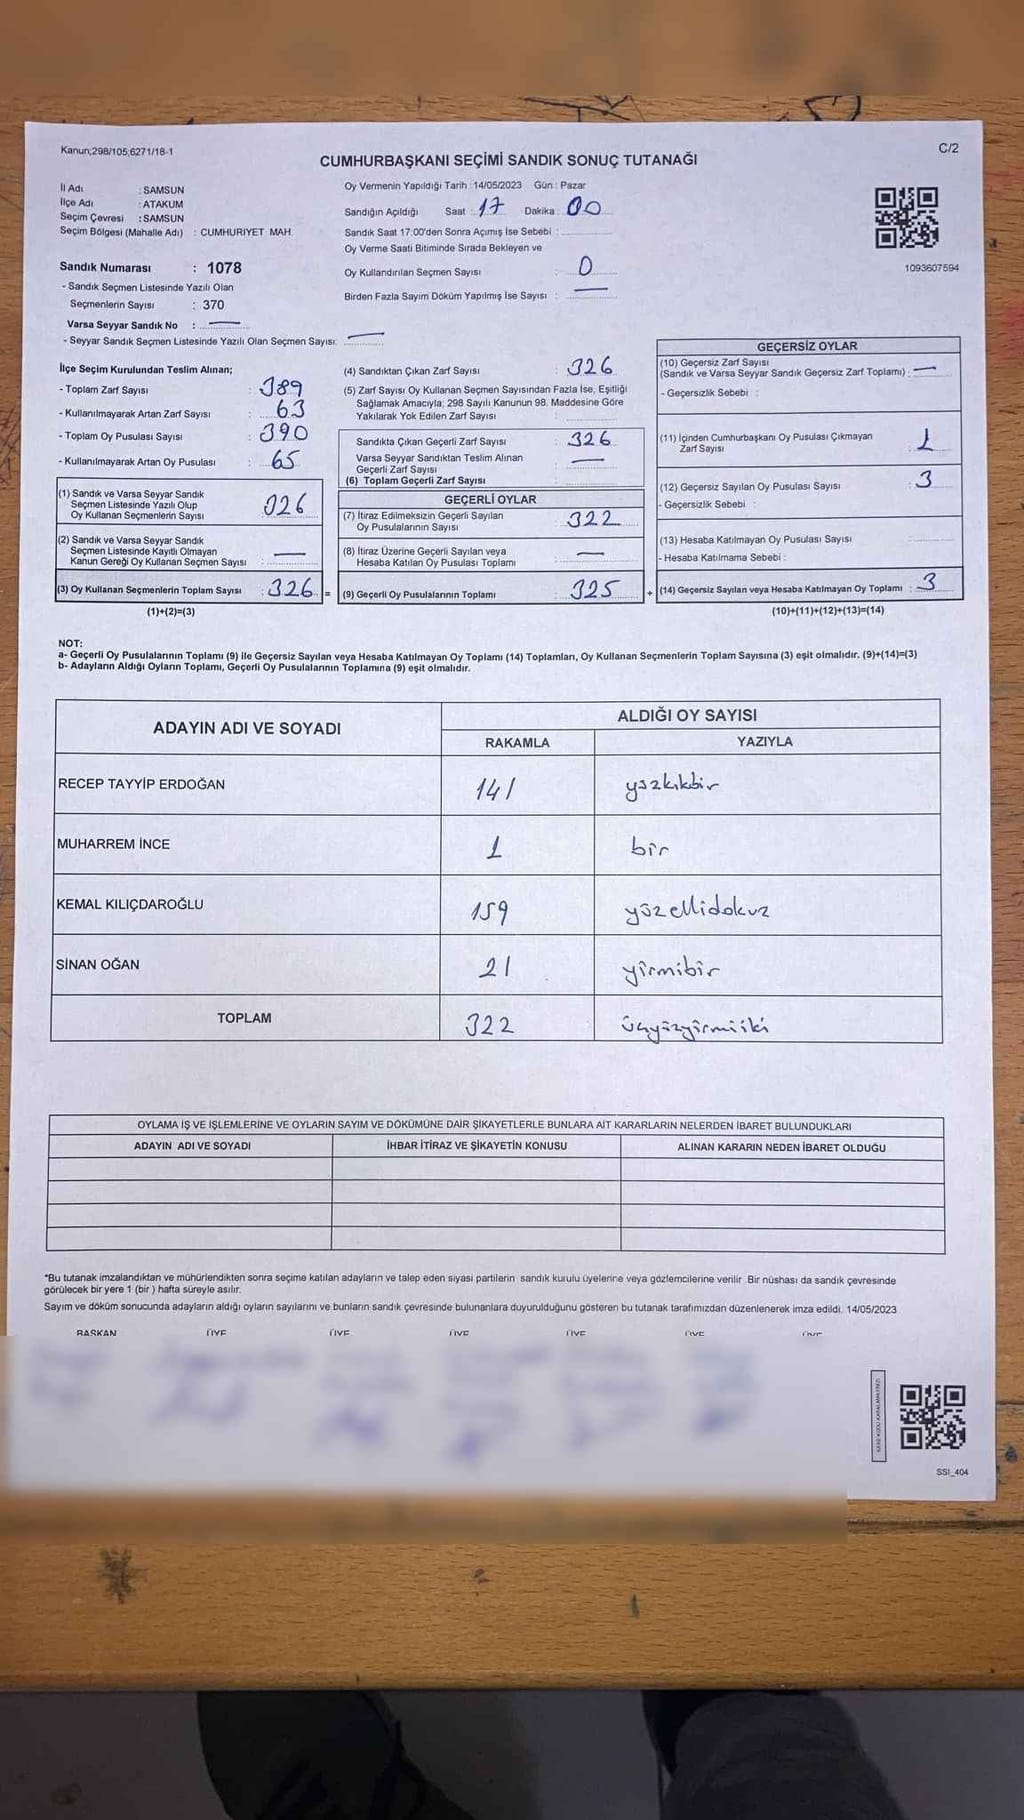 Kanun;298/105,6271/18-1
C/2
CUMHURBAŞKANI SEÇİMİ SANDIK SONUÇ TUTANAĞI
İl Adı : SAMSUN
İlçe Adı : ATAKUM
Seçim Çevresi : SAMSUN
Seçim Bölgesi (Mahalle Adı) : CUMHURİYET MAH.
Sandık Numarası : 1078
- Sandık Seçmen Listesinde Yazılı Olan
Seçmenlerin Sayısı : 370
Varsa Seyyar Sandık No : —
- Seyyar Sandık Seçmen Listesinde Yazılı Olan Seçmen Sayısı: —
Oy Vermenin Yapıldığı Tarih : 14/05/2023 Gün : Pazar
Sandığın Açıldığı Saat : 17 Dakika : 00
Sandık Saat 17:00'den Sonra Açımış İse Sebebi :
Oy Verme Saati Bitiminde Sırada Bekleyen ve
Oy Kullandırılan Seçmen Sayısı : 0
Birden Fazla Sayım Döküm Yapılmış İse Sayısı : —
1093607594
İlçe Seçim Kurulundan Teslim Alınan;
- Toplam Zarf Sayısı : 389
- Kullanılmayarak Artan Zarf Sayısı : 63
- Toplam Oy Pusulası Sayısı : 390
- Kullanılmayarak Artan Oy Pusulası : 65
(1) Sandık ve Varsa Seyyar Sandık
Seçmen Listesinde Yazılı Olup
Oy Kullanan Seçmenlerin Sayısı 326
(2) Sandık ve Varsa Seyyar Sandık
Seçmen Listesinde Kayıtlı Olmayan
Kanun Gereği Oy Kullanan Seçmen Sayısı : —
(3) Oy Kullanan Seçmenlerin Toplam Sayısı : 326 =
(1)+(2)=(3)
(4) Sandıktan Çıkan Zarf Sayısı : 326
(5) Zarf Sayısı Oy Kullanan Seçmen Sayısından Fazla İse, Eşitliği
Sağlamak Amacıyla; 298 Sayılı Kanunun 98. Maddesine Göre
Yakılarak Yok Edilen Zarf Sayısı :
Sandıkta Çıkan Geçerli Zarf Sayısı : 326
Varsa Seyyar Sandıktan Teslim Alınan
Geçerli Zarf Sayısı : —
(6) Toplam Geçerli Zarf Sayısı :
GEÇERLİ OYLAR
(7) İtiraz Edilmeksizin Geçerli Sayılan
Oy Pusulalarının Sayısı : 322
(8) İtiraz Üzerine Geçerli Sayılan veya
Hesaba Katılan Oy Pusulası Toplamı : —
(9) Geçerli Oy Pusulalarının Toplamı : 325 +
GEÇERSİZ OYLAR
(10) Geçersiz Zarf Sayısı
(Sandık ve Varsa Seyyar Sandık Geçersiz Zarf Toplamı) : —
- Geçersizlik Sebebi :
(11) İçinden Cumhurbaşkanı Oy Pusulası Çıkmayan
Zarf Sayısı : 1
(12) Geçersiz Sayılan Oy Pusulası Sayısı : 3
- Geçersizlik Sebebi :
(13) Hesaba Katılmayan Oy Pusulası Sayısı :
- Hesaba Katılmama Sebebi :
(14) Geçersiz Sayılan veya Hesaba Katılmayan Oy Toplamı : 3
(10)+(11)+(12)+(13)=(14)
NOT:
a- Geçerli Oy Pusulalarının Toplamı (9) ile Geçersiz Sayılan veya Hesaba Katılmayan Oy Toplamı (14) Toplamları, Oy Kullanan Seçmenlerin Toplam Sayısına (3) eşit olmalıdır. (9)+(14)=(3)
b- Adayların Aldığı Oyların Toplamı, Geçerli Oy Pusulalarının Toplamına (9) eşit olmalıdır.
ADAYIN ADI VE SOYADI ALDIĞI OY SAYISI
RAKAMLA YAZIYLA
RECEP TAYYİP ERDOĞAN 141 yüzkıkbir
MUHARREM İNCE 1 bir
KEMAL KILIÇDAROĞLU 159 yüzellidokuz
SİNAN OĞAN 21 yirmibir
TOPLAM 322 üçyüzyirmiiki
OYLAMA İŞ VE İŞLEMLERİNE VE OYLARIN SAYIM VE DÖKÜMÜNE DAİR ŞİKAYETLERLE BUNLARA AİT KARARLARIN NELERDEN İBARET BULUNDUKLARI
ADAYIN ADI VE SOYADI İHBAR İTİRAZ VE ŞİKAYETİN KONUSU ALINAN KARARIN NEDEN İBARET OLDUĞU
*Bu tutanak imzalandıktan ve mühürlendikten sonra seçime katılan adayların ve talep eden siyasi partilerin sandık kurulu üyelerine veya gözlemcilerine verilir. Bir nüshası da sandık çevresinde
görülecek bir yere 1 (bir ) hafta süreyle asılır.
Sayım ve döküm sonucunda adayların aldığı oyların sayılarını ve bunların sandık çevresinde bulunanlara duyurulduğunu gösteren bu tutanak tarafımızdan düzenlenerek imza edildi. 14/05/2023
BAŞKAN ÜYE ÜYE ÜYE ÜYE ÜYE ÜYE
SSI_404